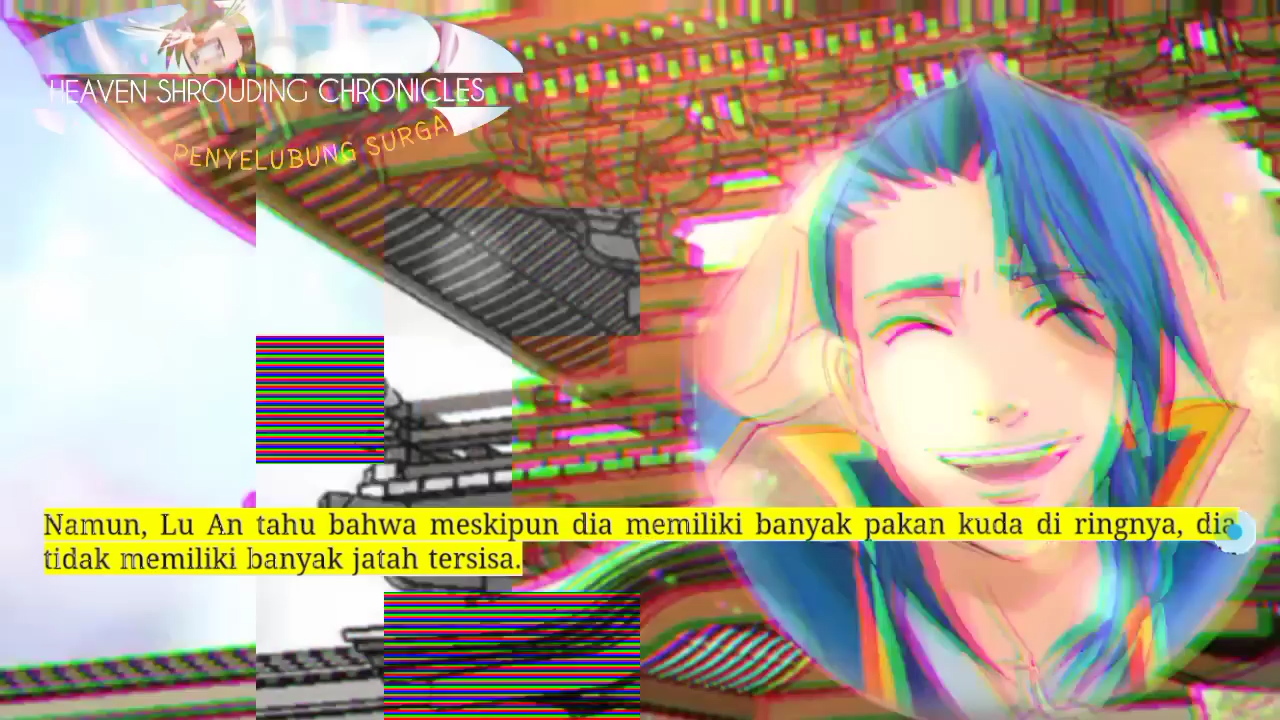 HEAVEN SHROUDING CHRONICLES
PENYELUBUNG SURGA
Namun, Lu An tahu bahwa meskipun dia memiliki banyak pakan kuda di ringnya, dia
tidak memiliki banyak jatah tersisa.